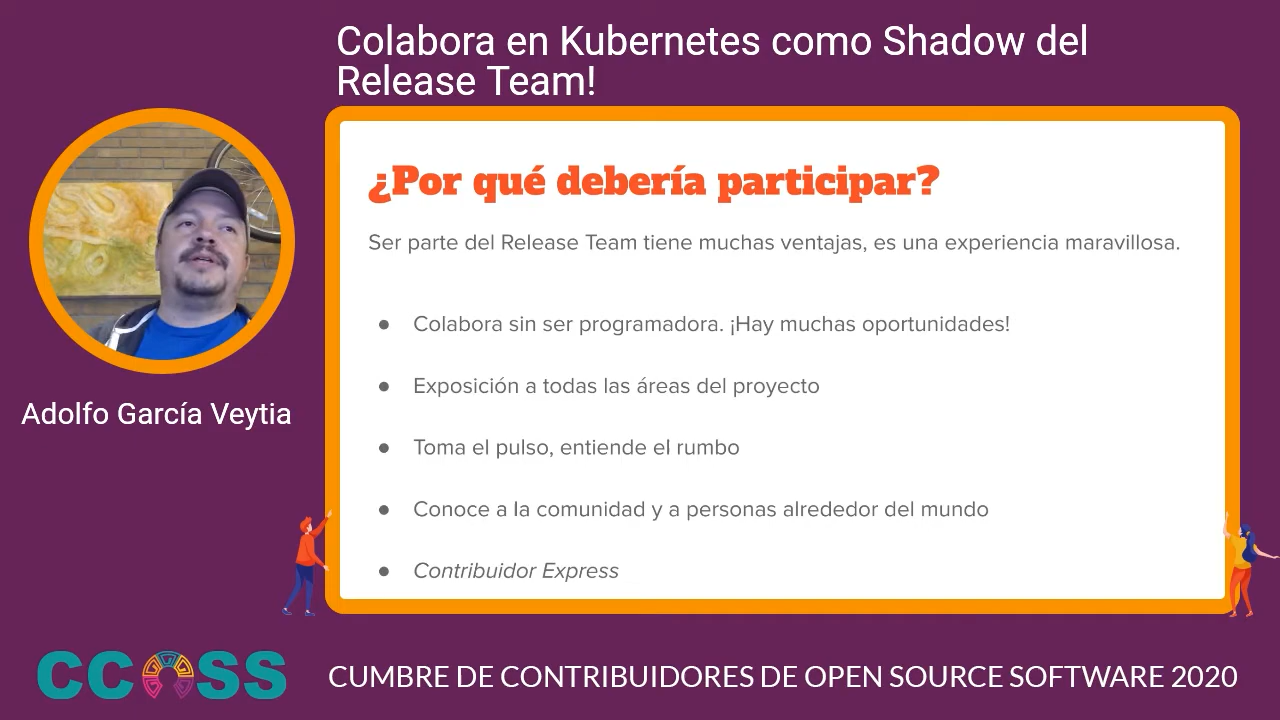 Colabora en Kubernetes como Shadow del
Release Team!
¿Por qué debería participar?
Ser parte del Release Team tiene muchas ventajas, es una experiencia maravillosa.
● Colabora sin ser programadora. ¡Hay muchas oportunidades!
● Exposición a todas las áreas del proyecto
● Toma el pulso, entiende el rumbo
● Conoce a la comunidad y a personas alrededor del mundo
● Contribuidor Express
Adolfo García Veytia
CCOSS
CUMBRE DE CONTRIBUIDORES DE OPEN SOURCE SOFTWARE 2020